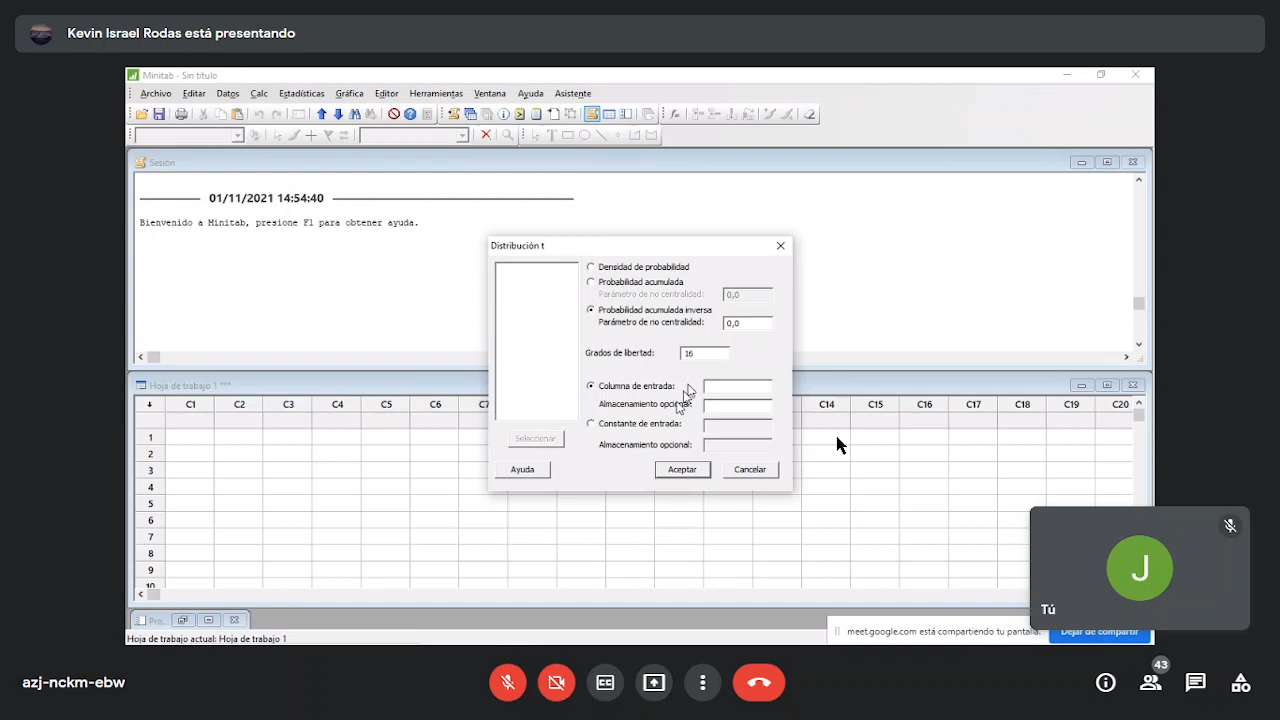 Kevin Israel Rodas está presentando
Minitab - Sin título
Archivo Editar Datos Calc Estadísticas Gráfica Editor Herramientas Ventana Ayuda Asistente
Sesión
01/11/2021 14:54:40
Bienvenido a Minitab, presione F1 para obtener ayuda.
Distribución t
Densidad de probabilidad
Probabilidad acumulada
Parámetro de no centralidad: 0,0
Probabilidad acumulada inversa
Parámetro de no centralidad: 0,0
Grados de libertad: 16
Columna de entrada:
Almacenamiento opcional:
Constante de entrada:
Almacenamiento opcional:
Seleccionar
Ayuda Aceptar Cancelar
Hoja de trabajo 1 ***
C1 C2 C3 C4 C5 C6 C7 C14 C15 C16 C17 C18 C19 C20
1
2
3
4
5
6
7
8
9
10
Pro...
Hoja de trabajo actual: Hoja de trabajo 1
meet.google.com está compartiendo tu pantalla.
Dejar de compartir
J
Tú
azj-nckm-ebw
43